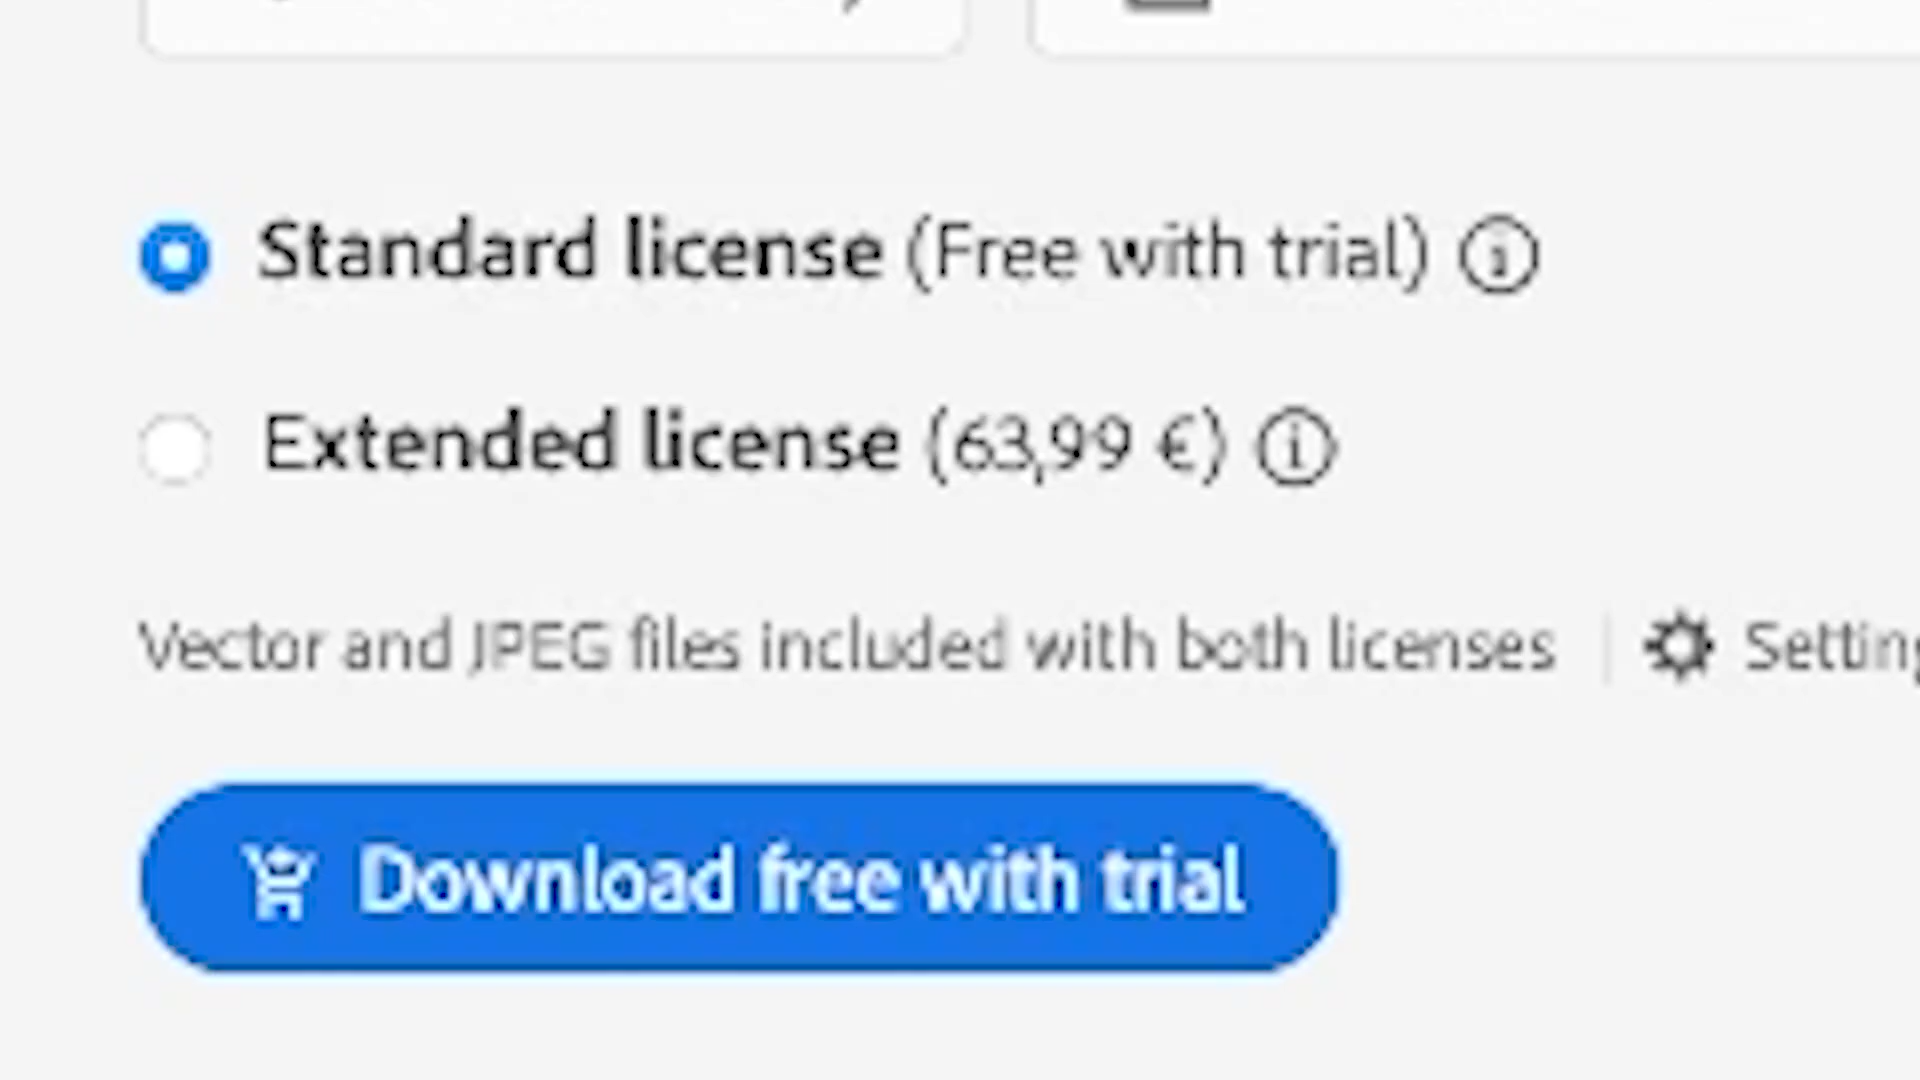 Standard license (Free with trial)
Extended license (63,99 €)
Vector and JPEG files included with both licenses
Download free with trial